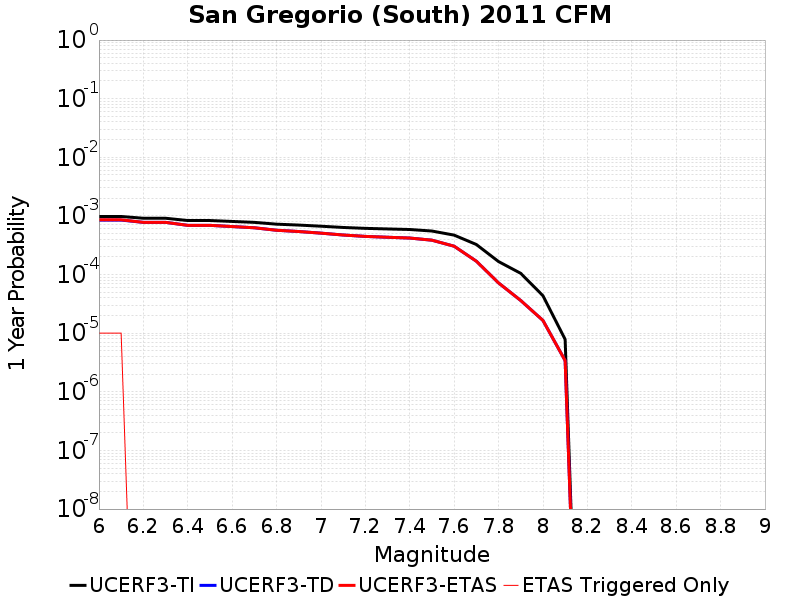 San Gregorio (South) 2011 CFM
10^0
10^-1
10^-2
10^-3
10^-4
10^-5
10^-6
10^-7
10^-8
1 Year Probability
6 6.2 6.4 6.6 6.8 7 7.2 7.4 7.6 7.8 8 8.2 8.4 8.6 8.8 9
Magnitude
UCERF3-TI UCERF3-TD UCERF3-ETAS ETAS Triggered Only